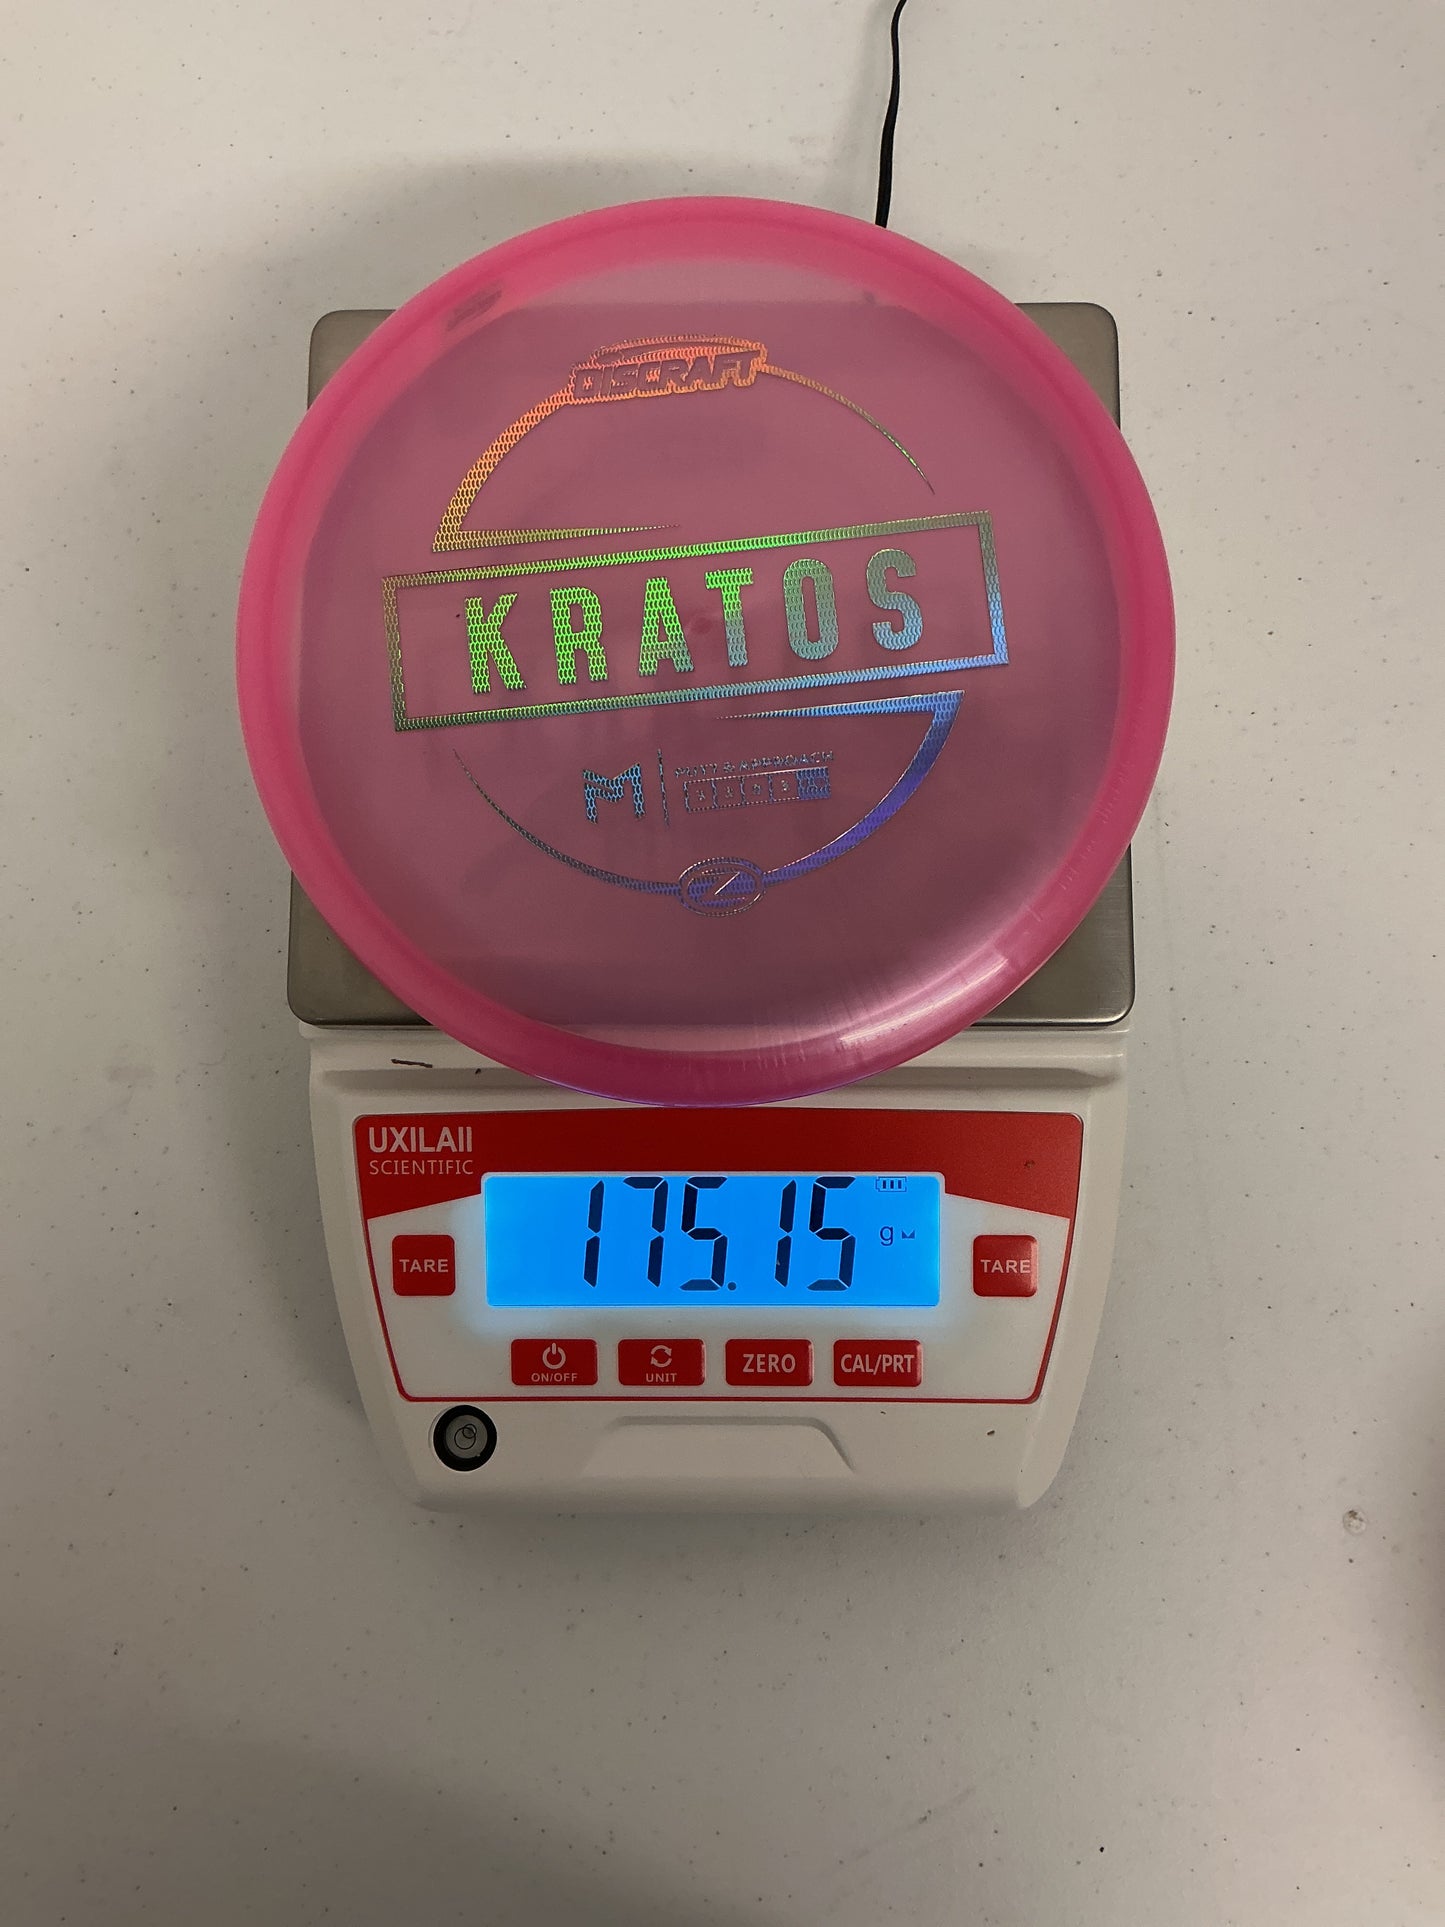 DISCRAFT
KRATOS
M
PUTT & APPROACH
Z
UXILAII
SCIENTIFIC
175.15
g
TARE
TARE
ON/OFF
UNIT
ZERO
CAL/PRT